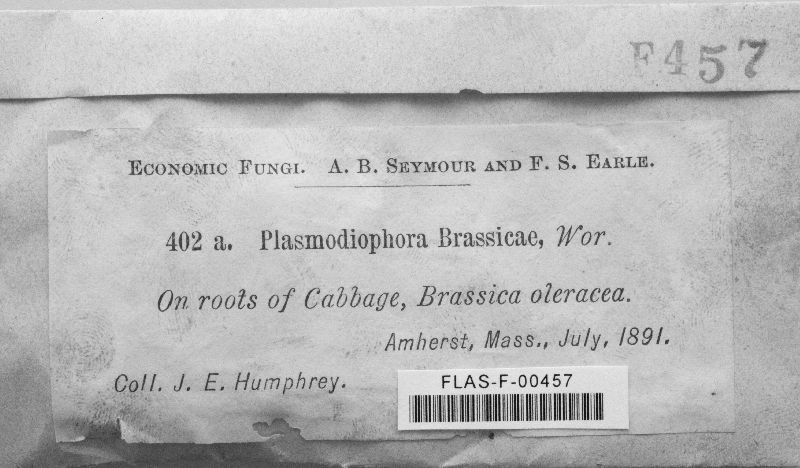 F457
Economic Fungi. A. B. Seymour and F. S. Earle.
402 a. Plasmodiophora Brassicae, Wor.
On roots of Cabbage, Brassica oleracea.
Amherst, Mass., July, 1891.
Coll. J. E. Humphrey.
FLAS-F-00457